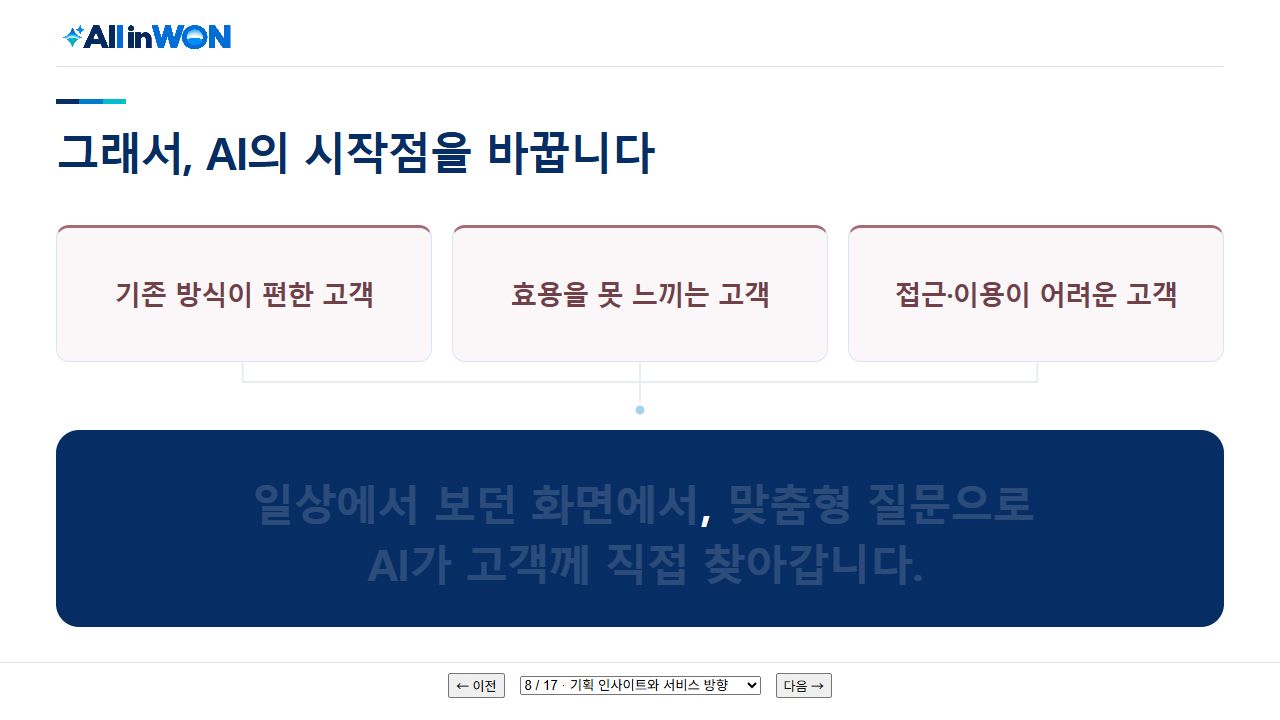 All in WON
그래서, AI의 시작점을 바꿉니다
기존 방식이 편한 고객
효용을 못 느끼는 고객
접근·이용이 어려운 고객
일상에서 보던 화면에서, 맞춤형 질문으로
AI가 고객께 직접 찾아갑니다.
← 이전
8 / 17 · 기획 인사이트와 서비스 방향
다음 →